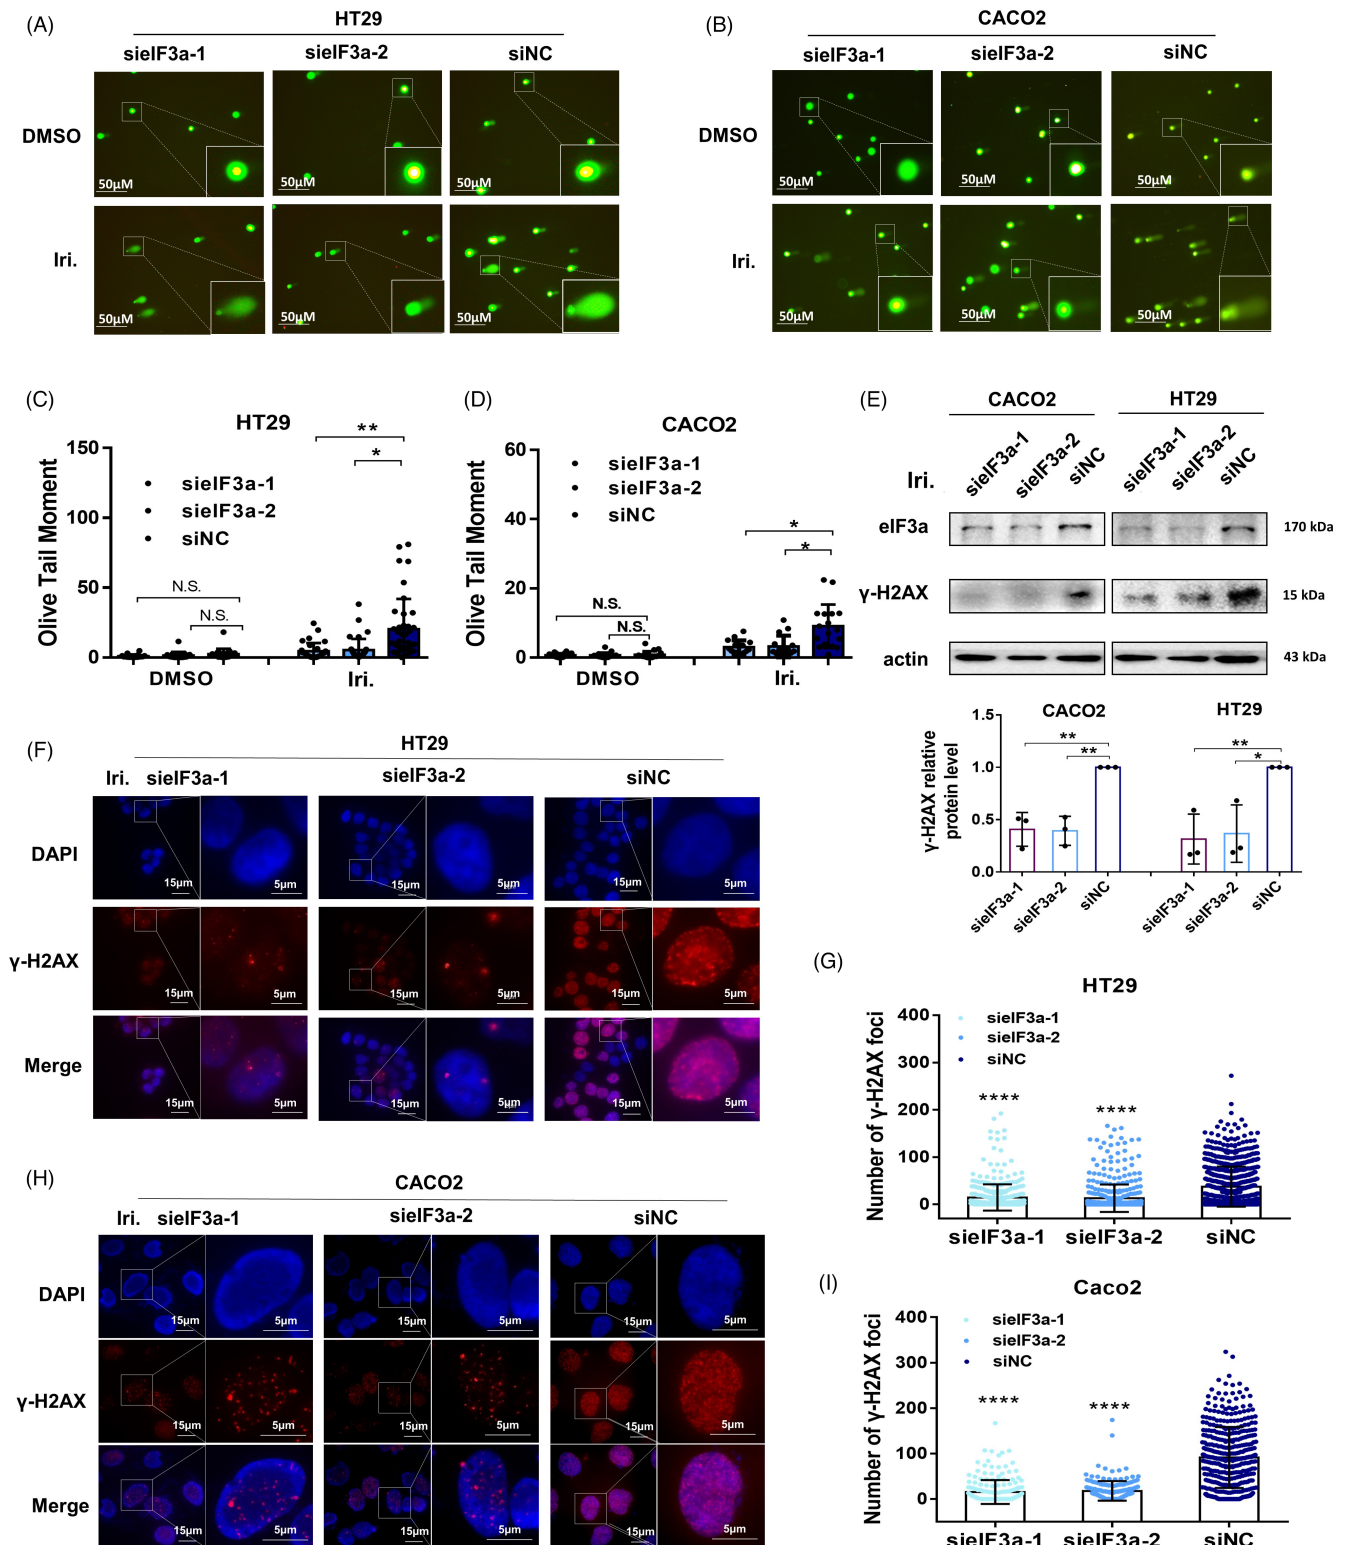 (A)
HT29
sieIF3a-1 sieIF3a-2 siNC
DMSO
50μM 50μM 50μM
Iri.
50μM 50μM 50μM
(B)
CACO2
sieIF3a-1 sieIF3a-2 siNC
DMSO
50μM 50μM 50μM
Iri.
50μM 50μM 50μM
(C)
HT29
Olive Tail Moment
150
100
50
0
sieIF3a-1
sieIF3a-2
siNC
N.S.
N.S.
**
*
DMSO Iri.
(D)
CACO2
Olive Tail Moment
60
40
20
0
sieIF3a-1
sieIF3a-2
siNC
N.S.
N.S.
*
*
DMSO Iri.
(E)
CACO2 HT29
Iri. sieIF3a-1 sieIF3a-2 siNC sieIF3a-1 sieIF3a-2 siNC
eIF3a 170 kDa
γ-H2AX 15 kDa
actin 43 kDa
CACO2 HT29
γ-H2AX relative
protein level
1.5
1.0
0.5
0.0
**
**
**
*
sieIF3a-1 sieIF3a-2 siNC sieIF3a-1 sieIF3a-2 siNC
(F)
HT29
Iri. sieIF3a-1 sieIF3a-2 siNC
DAPI
15μm 5μm 15μm 5μm 15μm 5μm
γ-H2AX
15μm 5μm 15μm 5μm 15μm 5μm
Merge
15μm 5μm 15μm 5μm 15μm 5μm
(G)
HT29
Number of γ-H2AX foci
400
300
200
100
0
sieIF3a-1
sieIF3a-2
siNC
**** ****
sieIF3a-1 sieIF3a-2 siNC
(H)
CACO2
Iri. sieIF3a-1 sieIF3a-2 siNC
DAPI
15μm 5μm 15μm 5μm 15μm 5μm
γ-H2AX
15μm 5μm 15μm 5μm 15μm 5μm
Merge
15μm 5μm 15μm 5μm 15μm 5μm
(I)
Caco2
Number of γ-H2AX foci
400
300
200
100
0
sieIF3a-1
sieIF3a-2
siNC
**** ****
sieIF3a-1 sieIF3a-2 siNC